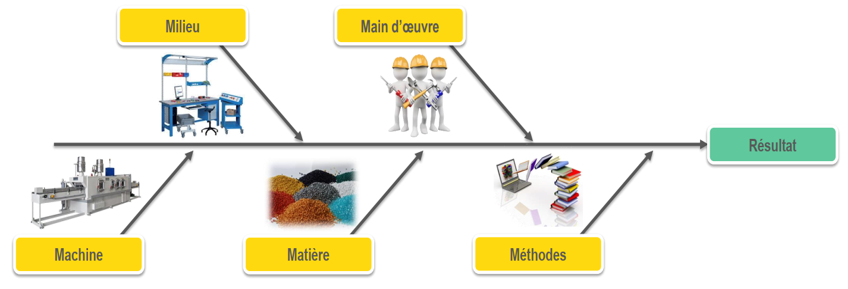 Milieu
Main d'œuvre
Résultat
Machine
Matière
Méthodes